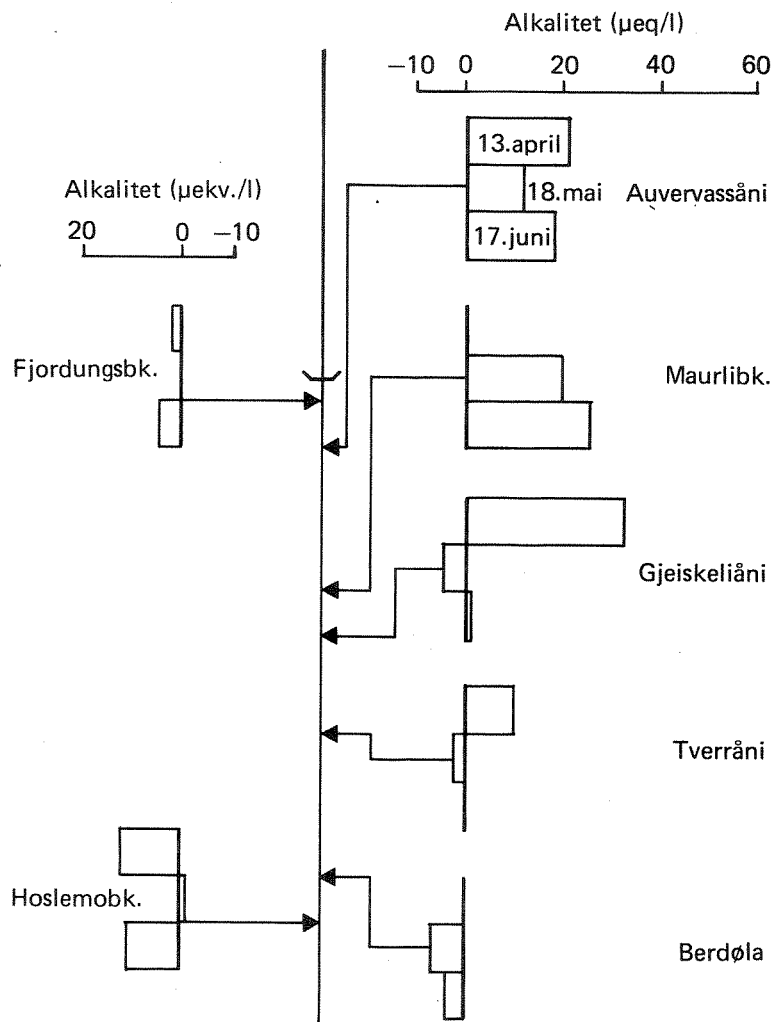 Alkalitet (µeq/l)
−10 0 20 40 60
13.april
18.mai Auvervassåni
17.juni
Alkalitet (µekv./l)
20 0 −10
Fjordungsbk.
Maurlibk.
Gjeiskeliåni
Tverråni
Hoslemobk.
Berdøla